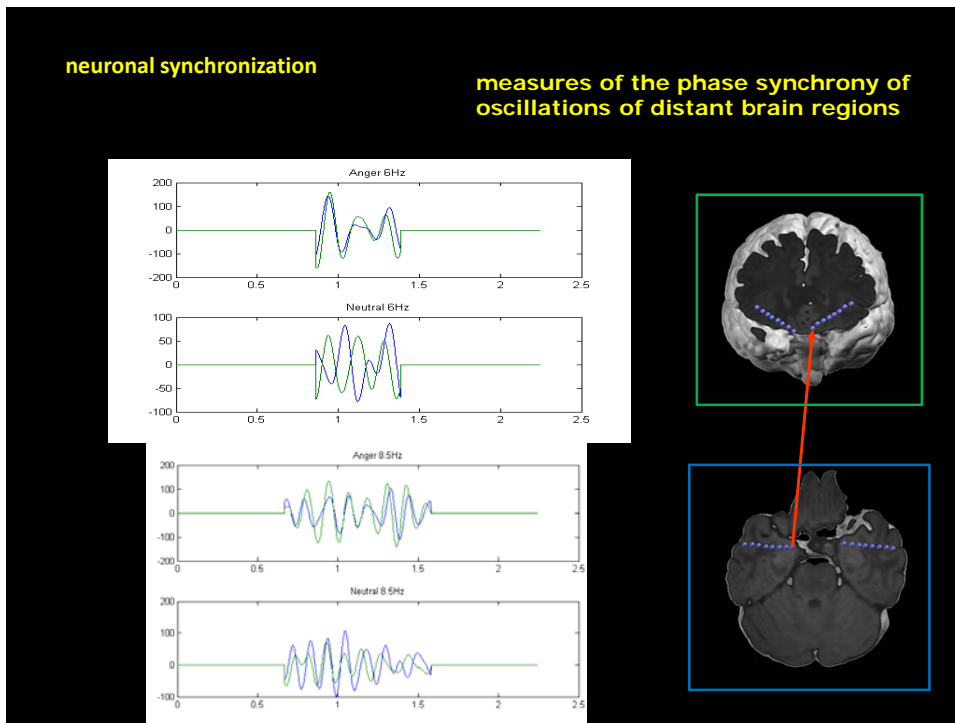 neuronal synchronization
measures of the phase synchrony of
oscillations of distant brain regions
Anger 6Hz
200
100
0
-100
-200
0 0.5 1 1.5 2 2.5
Neutral 6Hz
100
50
0
-50
-100
0 0.5 1 1.5 2 2.5
Anger 8.5Hz
200
100
0
-100
-200
0 0.5 1 1.5 2 2.5
Neutral 8.5Hz
200
100
0
-100
0 0.5 1 1.5 2 2.5